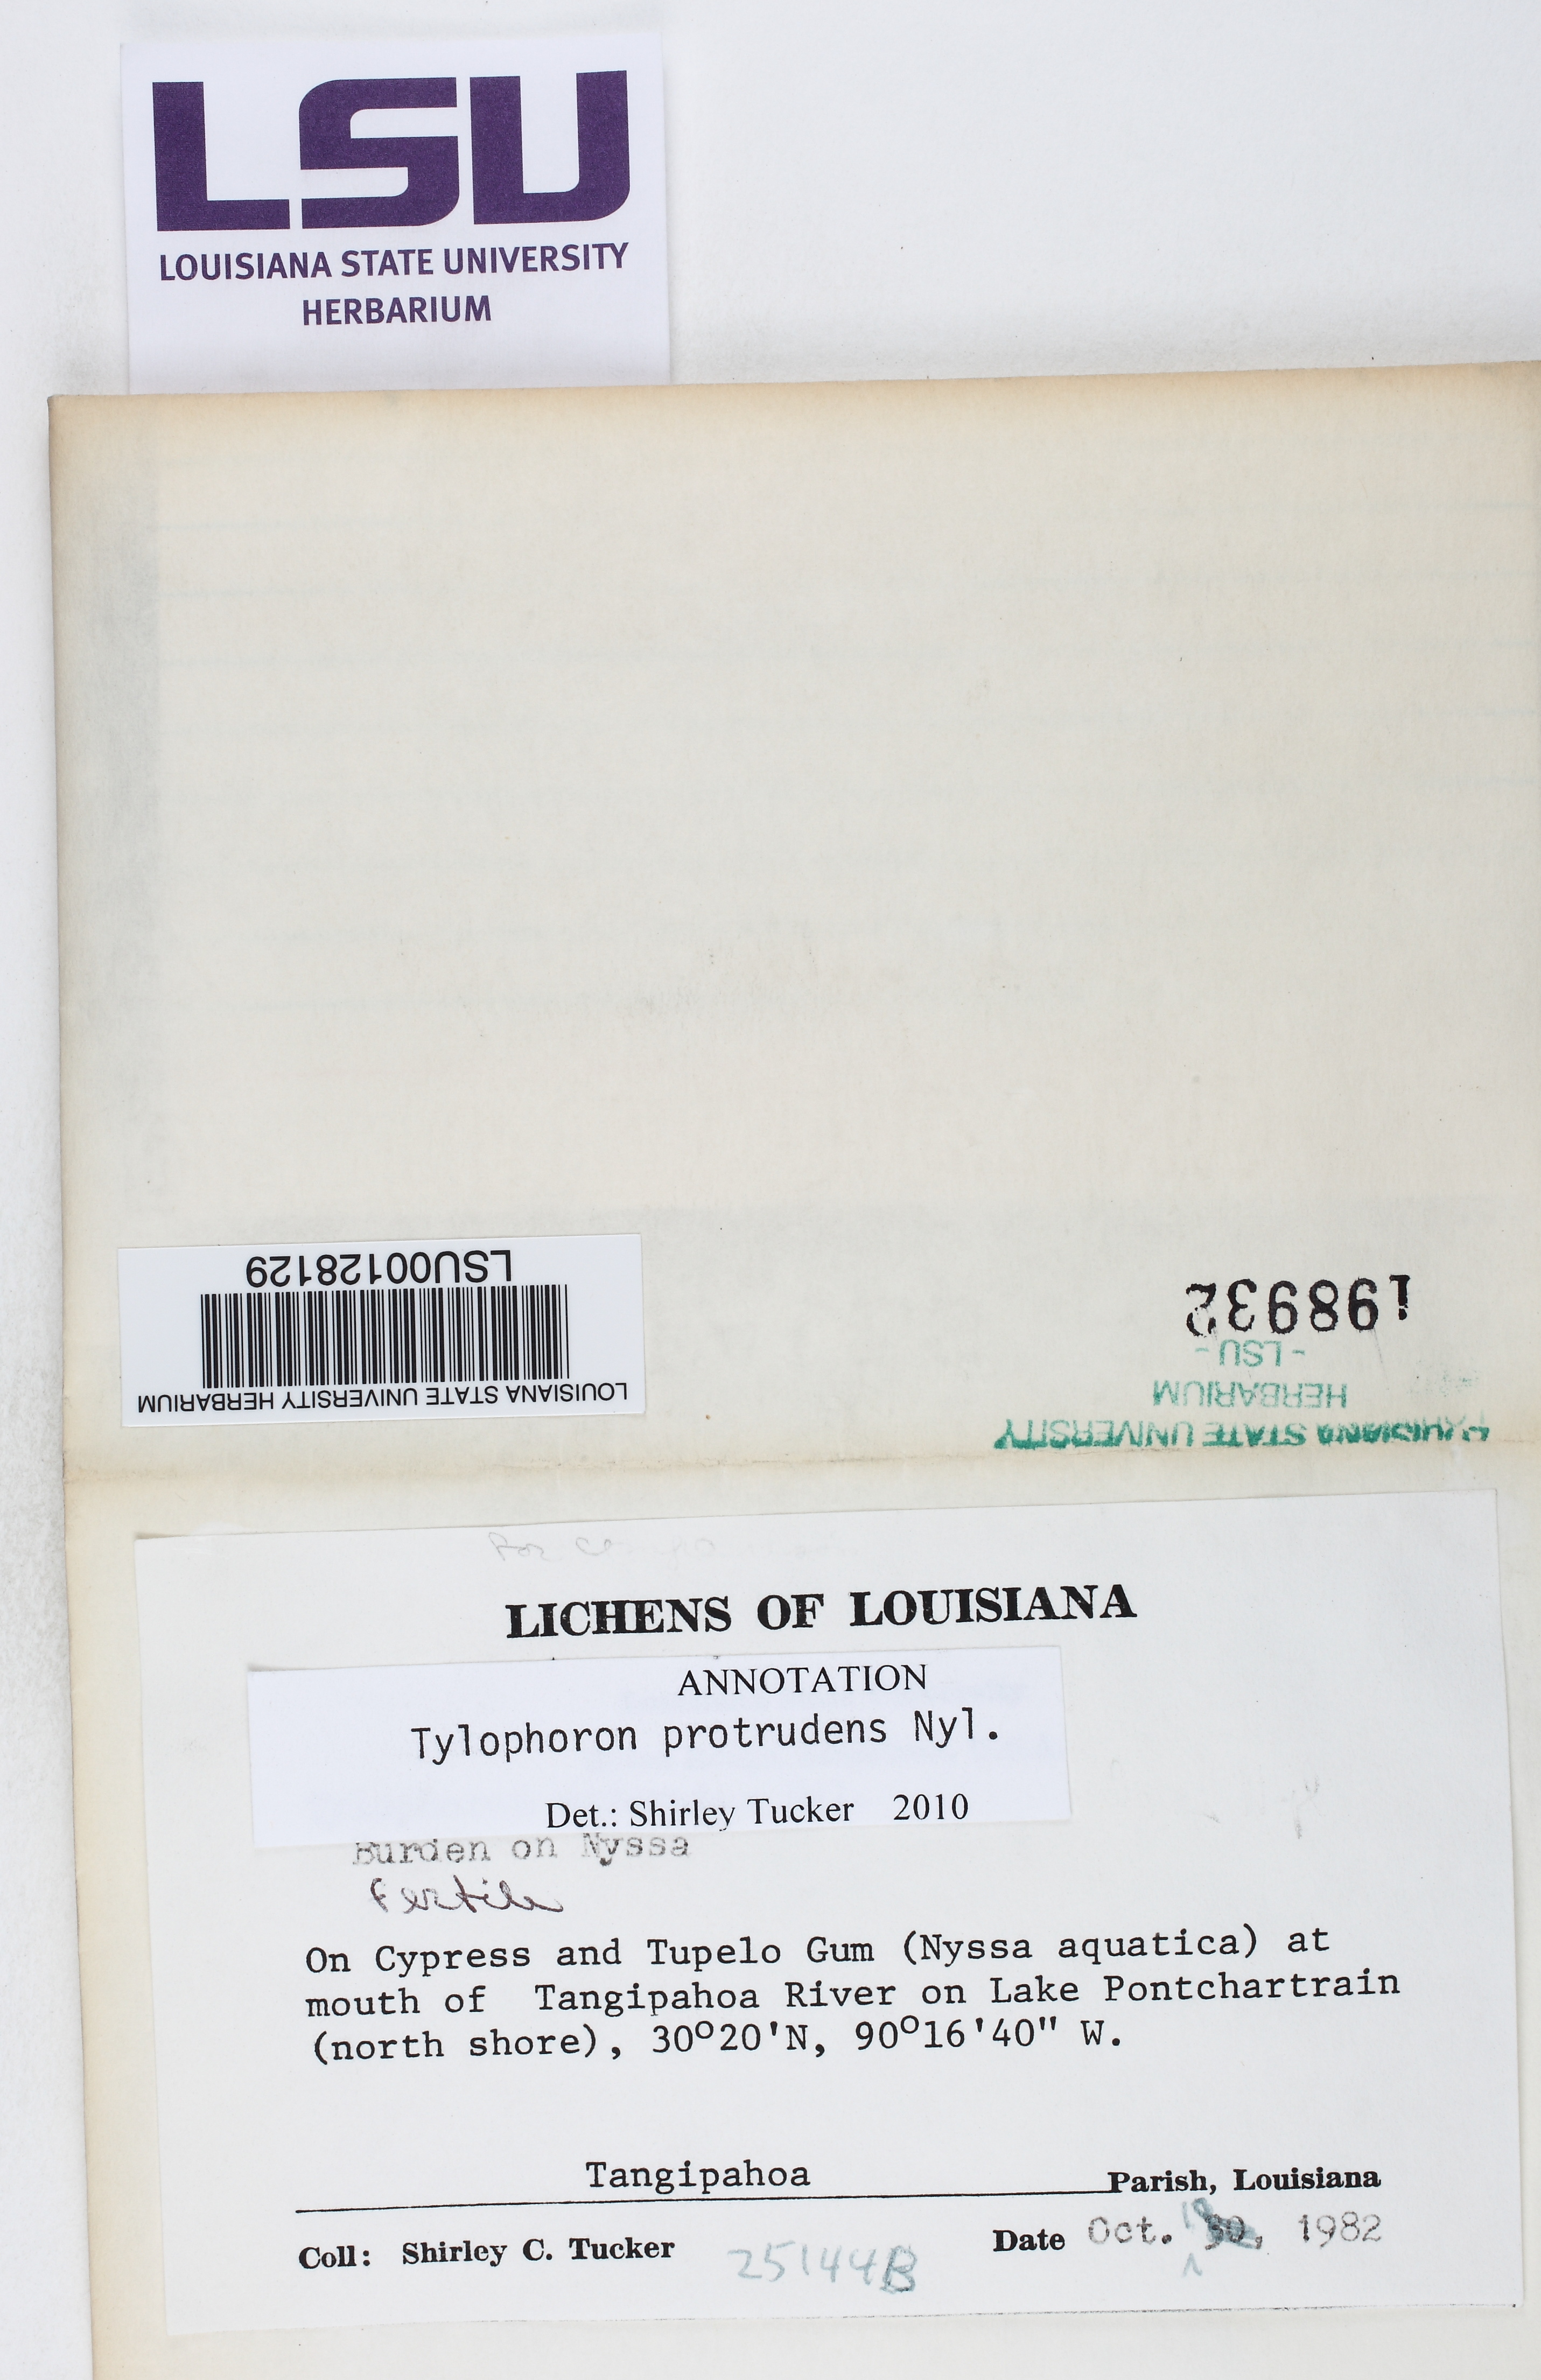 LSU
LOUISIANA STATE UNIVERSITY
HERBARIUM
LSU00128129
LOUISIANA STATE UNIVERSITY HERBARIUM
198932
- LSU -
HERBARIUM
LOUISIANA STATE UNIVERSITY
For
LICHENS OF LOUISIANA
ANNOTATION
Tylophoron protrudens Nyl.
Det.: Shirley Tucker 2010
Burden on Nyssa
fertile
On Cypress and Tupelo Gum (Nyssa aquatica) at
mouth of Tangipahoa River on Lake Pontchartrain
(north shore), 30°20'N, 90°16'40" W.
Tangipahoa Parish, Louisiana
Coll: Shirley C. Tucker 25144B Date Oct. 30, 1982